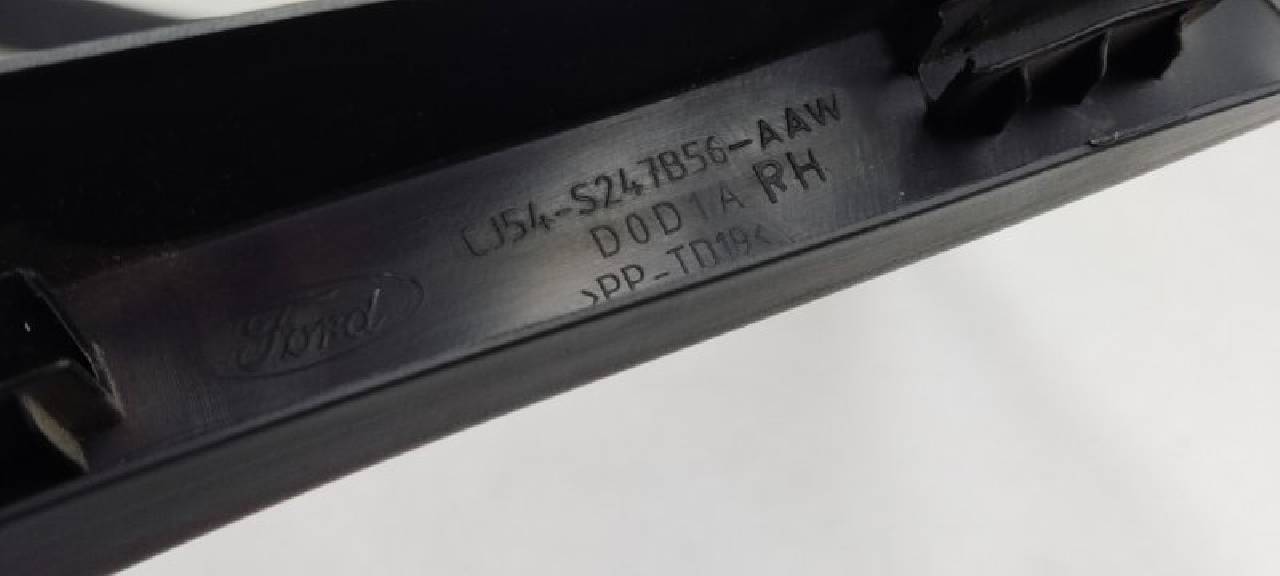 CJ54-S247B56-AAW
D0D1A RH
>PP-TD19<
Ford